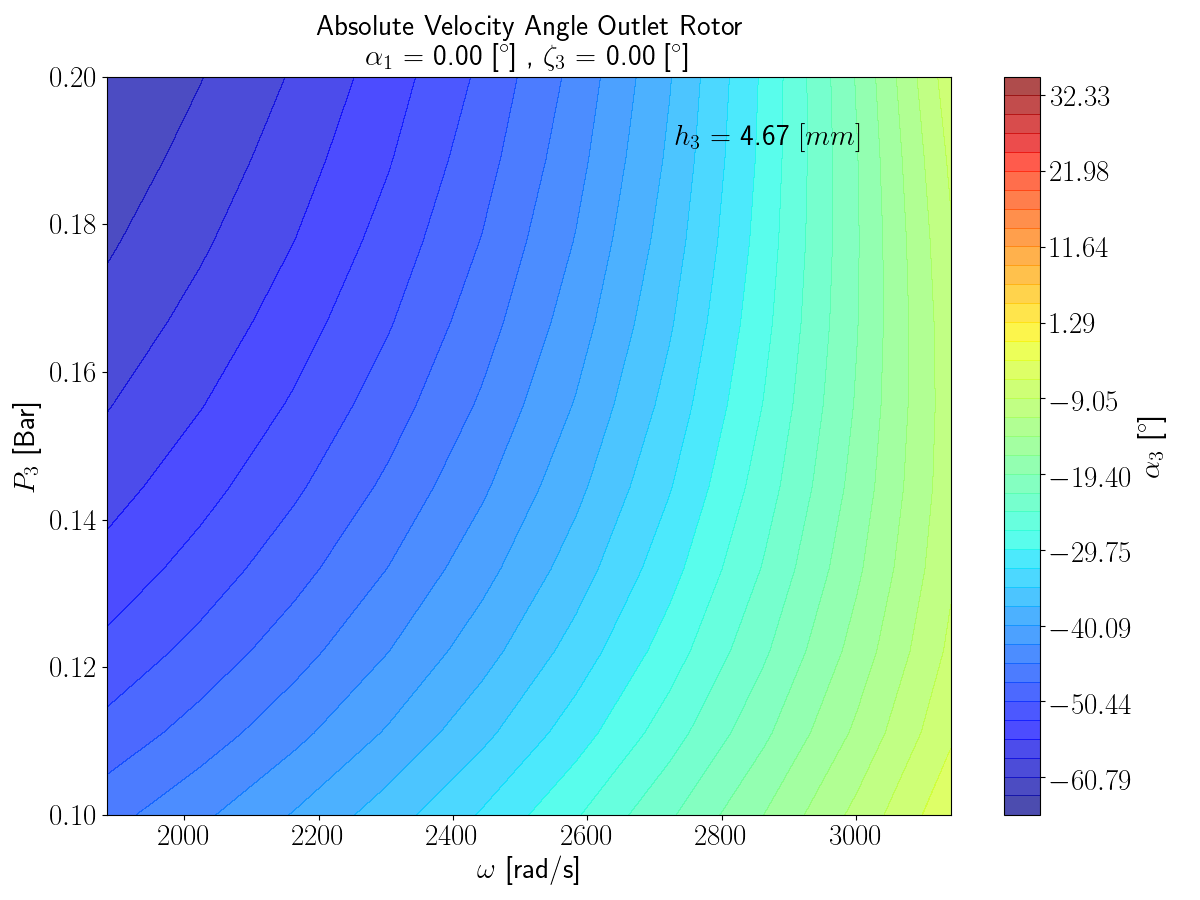 Absolute Velocity Angle Outlet Rotor
α₁ = 0.00 [°] , ζ₃ = 0.00 [°]
h₃ = 4.67 [mm]
P₃ [Bar]
0.20
0.18
0.16
0.14
0.12
0.10
2000 2200 2400 2600 2800 3000
ω [rad/s]
32.33
21.98
11.64
1.29
−9.05
−19.40
−29.75
−40.09
−50.44
−60.79
α₃ [°]